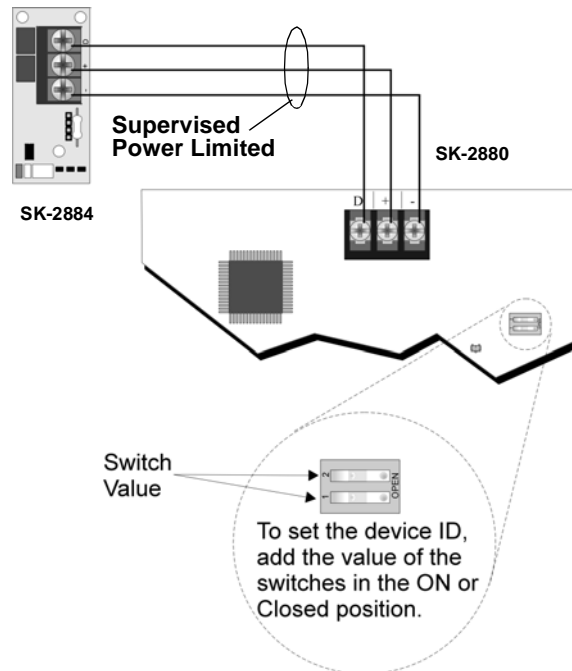 D
+
-
Supervised
Power Limited
SK-2880
SK-2884
D + -
Switch
Value
2
1
OPEN
To set the device ID,
add the value of the
switches in the ON or
Closed position.